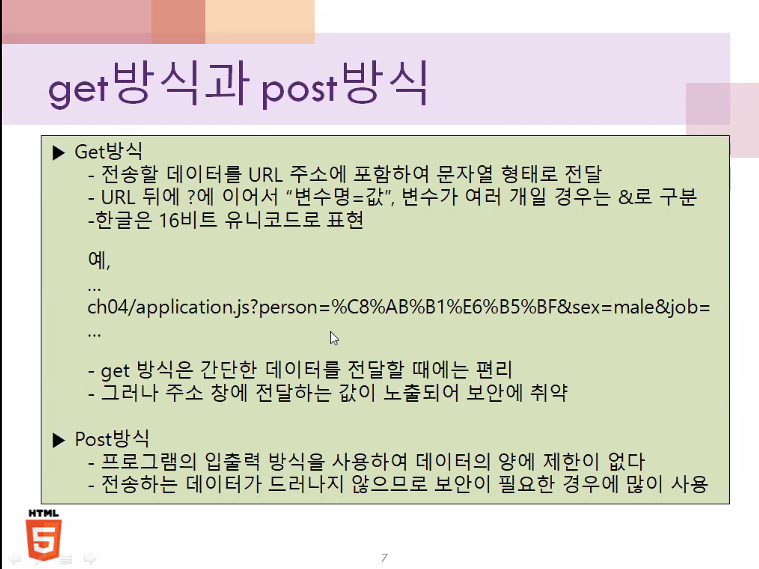 get방식과 post방식
▶ Get방식
- 전송할 데이터를 URL 주소에 포함하여 문자열 형태로 전달
- URL 뒤에 ?에 이어서 “변수명=값”, 변수가 여러 개일 경우는 &로 구분
-한글은 16비트 유니코드로 표현
예,
...
ch04/application.js?person=%C8%AB%B1%E6%B5%BF&sex=male&job=
...
- get 방식은 간단한 데이터를 전달할 때에는 편리
- 그러나 주소 창에 전달하는 값이 노출되어 보안에 취약
▶ Post방식
- 프로그램의 입출력 방식을 사용하여 데이터의 양에 제한이 없다
- 전송하는 데이터가 드러나지 않으므로 보안이 필요한 경우에 많이 사용
HTML
5
7